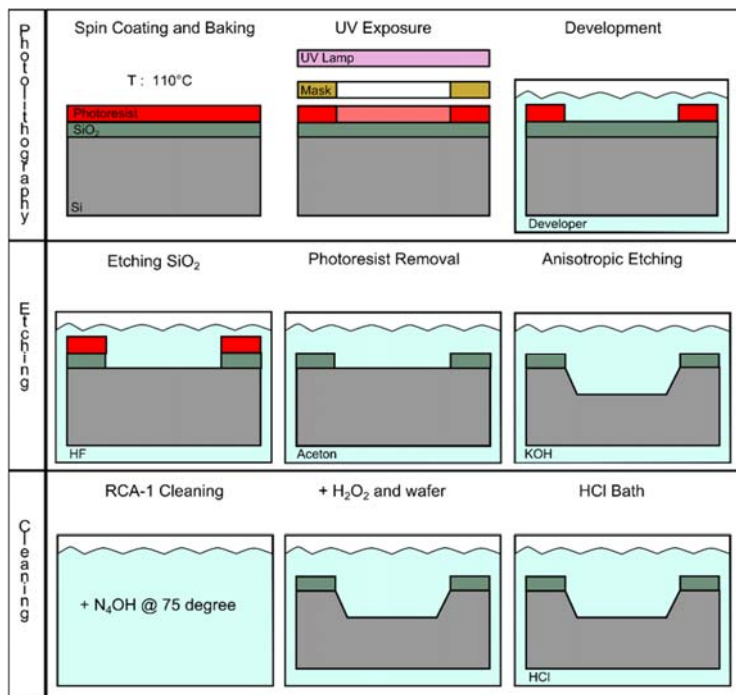 Photolithography
Spin Coating and Baking
T : 110°C
Photoresist
SiO₂
Si
UV Exposure
UV Lamp
Mask
Development
Developer
Etching
Etching SiO₂
HF
Photoresist Removal
Aceton
Anisotropic Etching
KOH
Cleaning
RCA-1 Cleaning
+ N₄OH @ 75 degree
+ H₂O₂ and wafer
HCl Bath
HCl